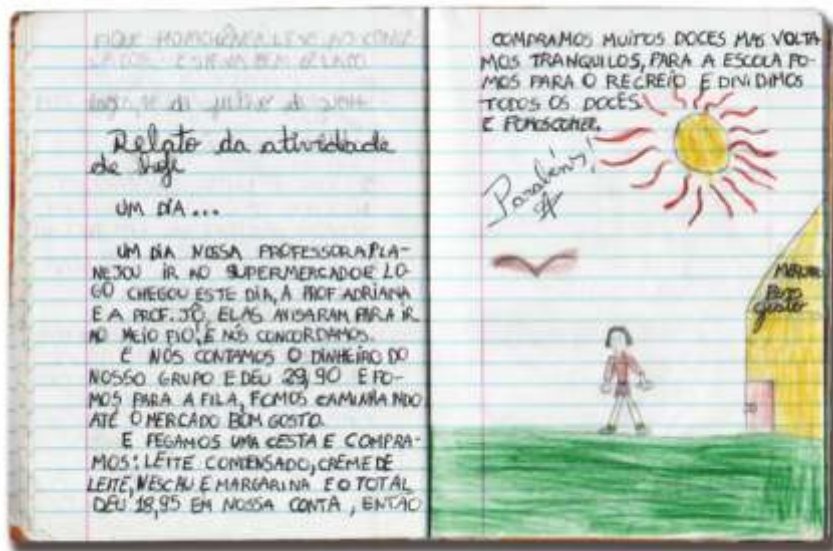 Relato da atividade
de hoje
UM DIA...
UM DIA NOSSA PROFESSORA PLA-
NEJOU IR AO SUPERMERCADO E LO-
GO CHEGOU ESTE DIA, A PROF ADRIANA
E A PROF. JÔ, ELAS AVISARAM PARA IR
NO MEIO FIO, E NÓS CONCORDAMOS.
E NÓS CONTAMOS O DINHEIRO DO
NOSSO GRUPO E DEU 29,90 E FO-
MOS PARA A FILA, FOMOS CAMINHANDO
ATÉ O MERCADO BOM GOSTO.
E PEGAMOS UMA CESTA E COMPRA-
MOS: LEITE CONDENSADO, CREME DE
LEITE, NESCAU E MARGARINA E O TOTAL
DEU 18,95 EM NOSSA CONTA, ENTÃO
COMPRAMOS MUITOS DOCES MAS VOLTA
MOS TRANQUILOS, PARA A ESCOLA FO-
MOS PARA O RECREIO E DIVIDIMOS
TODOS OS DOCES.
E FOMOS COMER.
Parabéns!